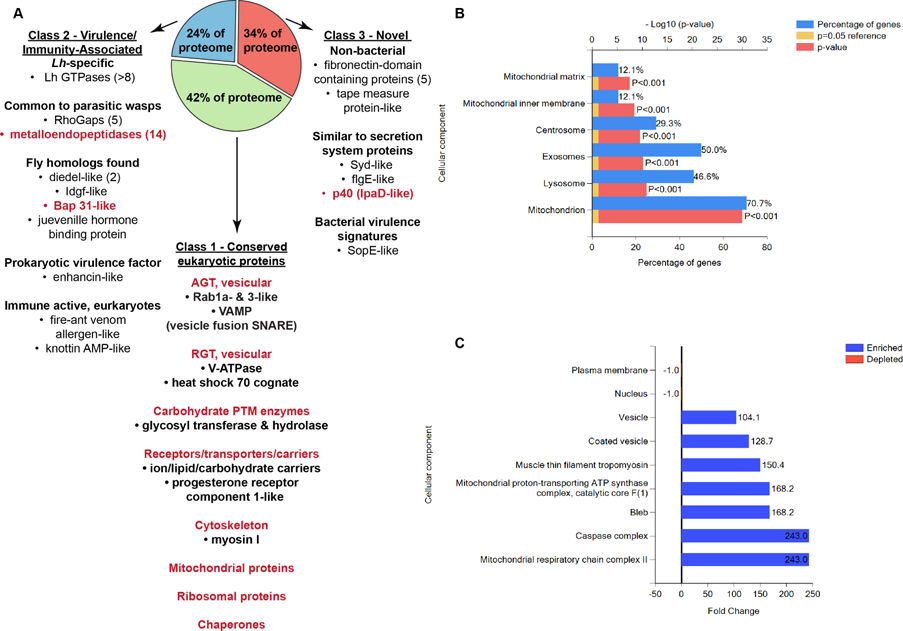 A
24% of
proteome
34% of
proteome
42% of proteome
Class 2 - Virulence/
Immunity-Associated
Lh-specific
• Lh GTPases (>8)
Common to parasitic wasps
• RhoGaps (5)
• metalloendopeptidases (14)
Fly homologs found
• diedel-like (2)
• Idgf-like
• Bap 31-like
• jueveville hormone
binding protein
Prokaryotic virulence factor
• enhancin-like
Immune active, eurkaryotes
• fire-ant venom
allergen-like
• knottin AMP-like
Class 3 - Novel
Non-bacterial
• fibronectin-domain
containing proteins (5)
• tape measure
protein-like
Similar to secretion
system proteins
• Syd-like
• flgE-like
• p40 (IpaD-like)
Bacterial virulence
signatures
• SopE-like
Class 1 - Conserved
eukaryotic proteins
AGT, vesicular
• Rab1a- & 3-like
• VAMP
(vesicle fusion SNARE)
RGT, vesicular
• V-ATPase
• heat shock 70 cognate
Carbohydrate PTM enzymes
• glycosyl transferase & hydrolase
Receptors/transporters/carriers
• ion/lipid/carbohydrate carriers
• progesterone receptor
component 1-like
Cytoskeleton
• myosin I
Mitochondrial proteins
Ribosomal proteins
Chaperones
B
- Log10 (p-value)
0 5 10 15 20 25 30 35
Percentage of genes
p=0.05 reference
p-value
Cellular component
Mitochondrial matrix
12.1%
P<0.001
Mitochondrial inner membrane
12.1%
P<0.001
Centrosome
29.3%
P<0.001
Exosomes
50.0%
P<0.001
Lysosome
46.6%
P<0.001
Mitochondrion
70.7%
P<0.001
0 20 40 60 80
Percentage of genes
C
Enriched
Depleted
Cellular component
Plasma membrane
-1.0
Nucleus
-1.0
Vesicle
104.1
Coated vesicle
128.7
Muscle thin filament tropomyosin
150.4
Mitochondrial proton-transporting ATP synthase
complex, catalytic core F(1)
168.2
Bleb
168.2
Caspase complex
243.0
Mitochondrial respiratory chain complex II
243.0
-50 0 50 100 150 200 250
Fold Change